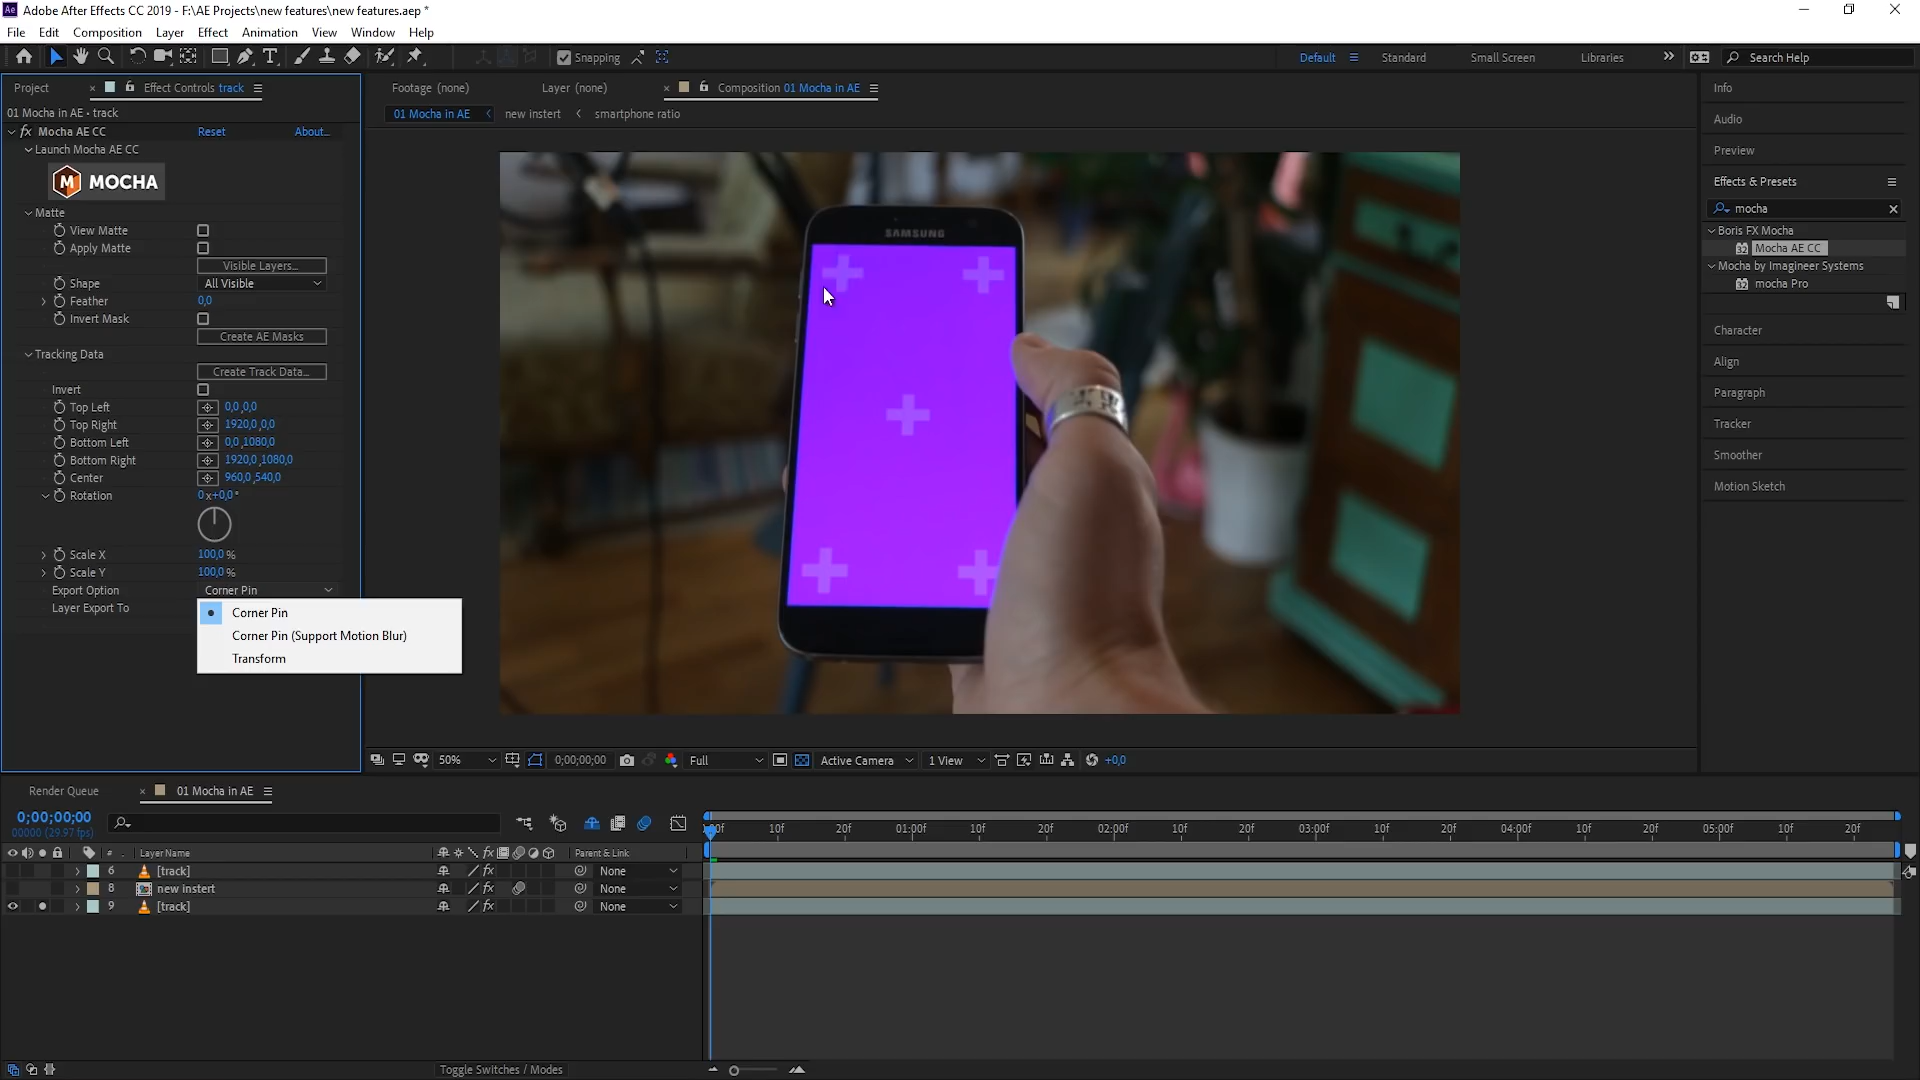 Adobe After Effects CC 2019 - F:\AE Projects\new features\new features.aep *
File Edit Composition Layer Effect Animation View Window Help
Snapping
Default Standard Small Screen Libraries Search Help
Project Effect Controls track
01 Mocha in AE • track
fx Mocha AE CC Reset About...
Launch Mocha AE CC
M MOCHA
Matte
View Matte
Apply Matte
Visible Layers...
Shape All Visible
Feather 0,0
Invert Mask
Create AE Masks
Tracking Data
Create Track Data...
Invert
Top Left 0,0 ,0,0
Top Right 1920,0 ,0,0
Bottom Left 0,0 ,1080,0
Bottom Right 1920,0 ,1080,0
Center 960,0 ,540,0
Rotation 0x+0,0°
Scale X 100,0 %
Scale Y 100,0 %
Export Option Corner Pin
Layer Export To
Corner Pin
Corner Pin (Support Motion Blur)
Transform
Footage (none) Layer (none) Composition 01 Mocha in AE
01 Mocha in AE new instert smartphone ratio
SAMSUNG
50% 0;00;00;00 Full Active Camera 1 View +0,0
Info
Audio
Preview
Effects & Presets
mocha
Boris FX Mocha
32 Mocha AE CC
Mocha by Imagineer Systems
32 mocha Pro
Character
Align
Paragraph
Tracker
Smoother
Motion Sketch
Render Queue 01 Mocha in AE
0;00;00;00
00000 (29.97 fps)
# Layer Name fx Parent & Link
6 [track] fx None
8 new instert fx None
9 [track] fx None
:00f 10f 20f 01:00f 10f 20f 02:00f 10f 20f 03:00f 10f 20f 04:00f 10f 20f 05:00f 10f 20f
Toggle Switches / Modes